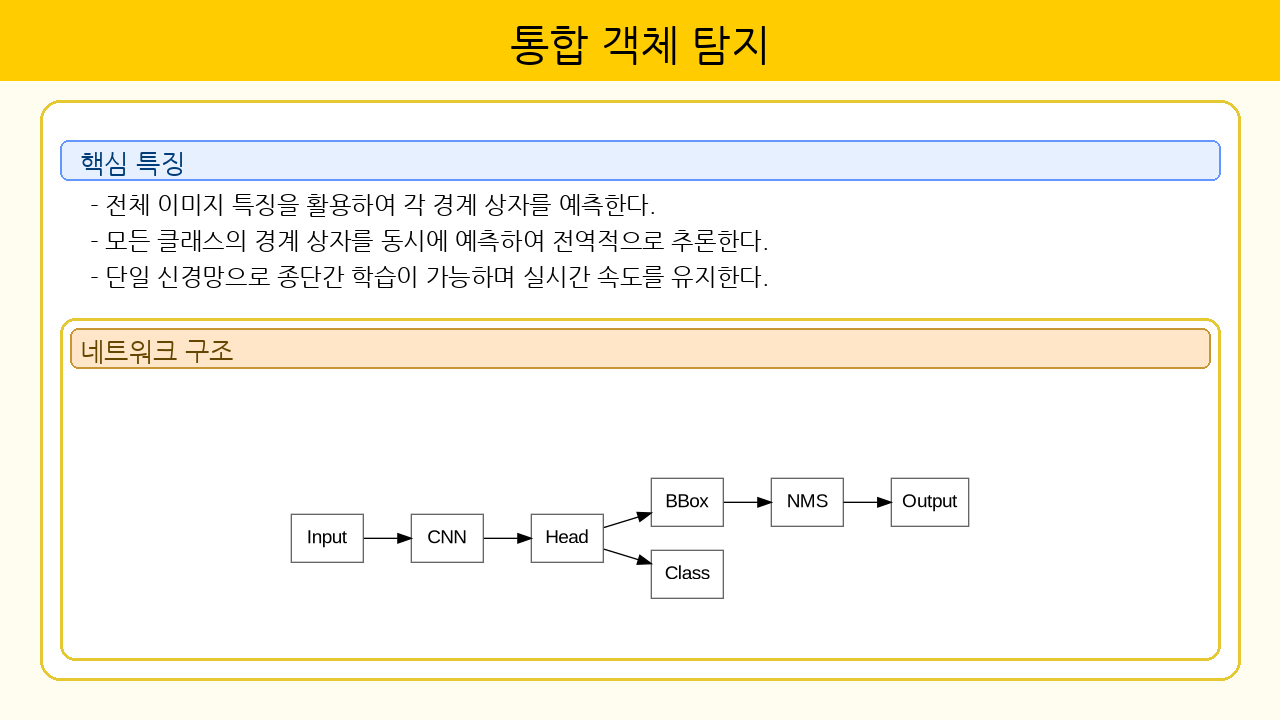 통합 객체 탐지
핵심 특징
- 전체 이미지 특징을 활용하여 각 경계 상자를 예측한다.
- 모든 클래스의 경계 상자를 동시에 예측하여 전역적으로 추론한다.
- 단일 신경망으로 종단간 학습이 가능하며 실시간 속도를 유지한다.
네트워크 구조
Input
CNN
Head
BBox
NMS
Output
Class